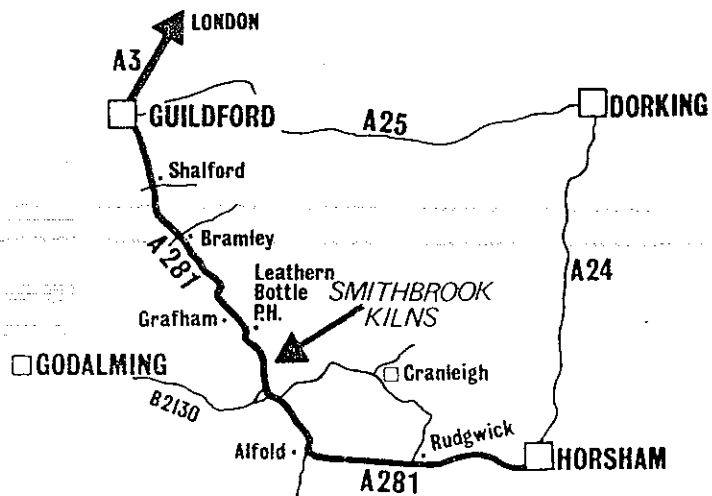 LONDON
A3
GUILDFORD
DORKING
A25
Shalford
Bramley
A281
A24
Leathern
Bottle
P.H.
SMITHBROOK
KILNS
Grafham
GODALMING
Cranleigh
B2130
Alfold
Rudgwick
HORSHAM
A281